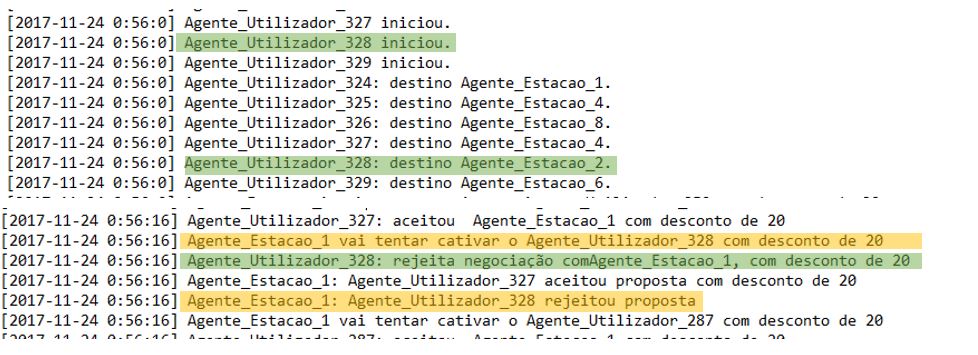 [2017-11-24 0:56:0] Agente_Utilizador_327 iniciou.
[2017-11-24 0:56:0] Agente_Utilizador_328 iniciou.
[2017-11-24 0:56:0] Agente_Utilizador_329 iniciou.
[2017-11-24 0:56:0] Agente_Utilizador_324: destino Agente_Estacao_1.
[2017-11-24 0:56:0] Agente_Utilizador_325: destino Agente_Estacao_4.
[2017-11-24 0:56:0] Agente_Utilizador_326: destino Agente_Estacao_8.
[2017-11-24 0:56:0] Agente_Utilizador_327: destino Agente_Estacao_4.
[2017-11-24 0:56:0] Agente_Utilizador_328: destino Agente_Estacao_2.
[2017-11-24 0:56:0] Agente_Utilizador_329: destino Agente_Estacao_6.
[2017-11-24 0:56:16] Agente_Utilizador_327: aceitou  Agente_Estacao_1 com desconto de 20
[2017-11-24 0:56:16] Agente_Estacao_1 vai tentar cativar o Agente_Utilizador_328 com desconto de 20
[2017-11-24 0:56:16] Agente_Utilizador_328: rejeita negociação comAgente_Estacao_1, com desconto de 20
[2017-11-24 0:56:16] Agente_Estacao_1: Agente_Utilizador_327 aceitou proposta com desconto de 20
[2017-11-24 0:56:16] Agente_Estacao_1: Agente_Utilizador_328 rejeitou proposta
[2017-11-24 0:56:16] Agente_Estacao_1 vai tentar cativar o Agente_Utilizador_287 com desconto de 20